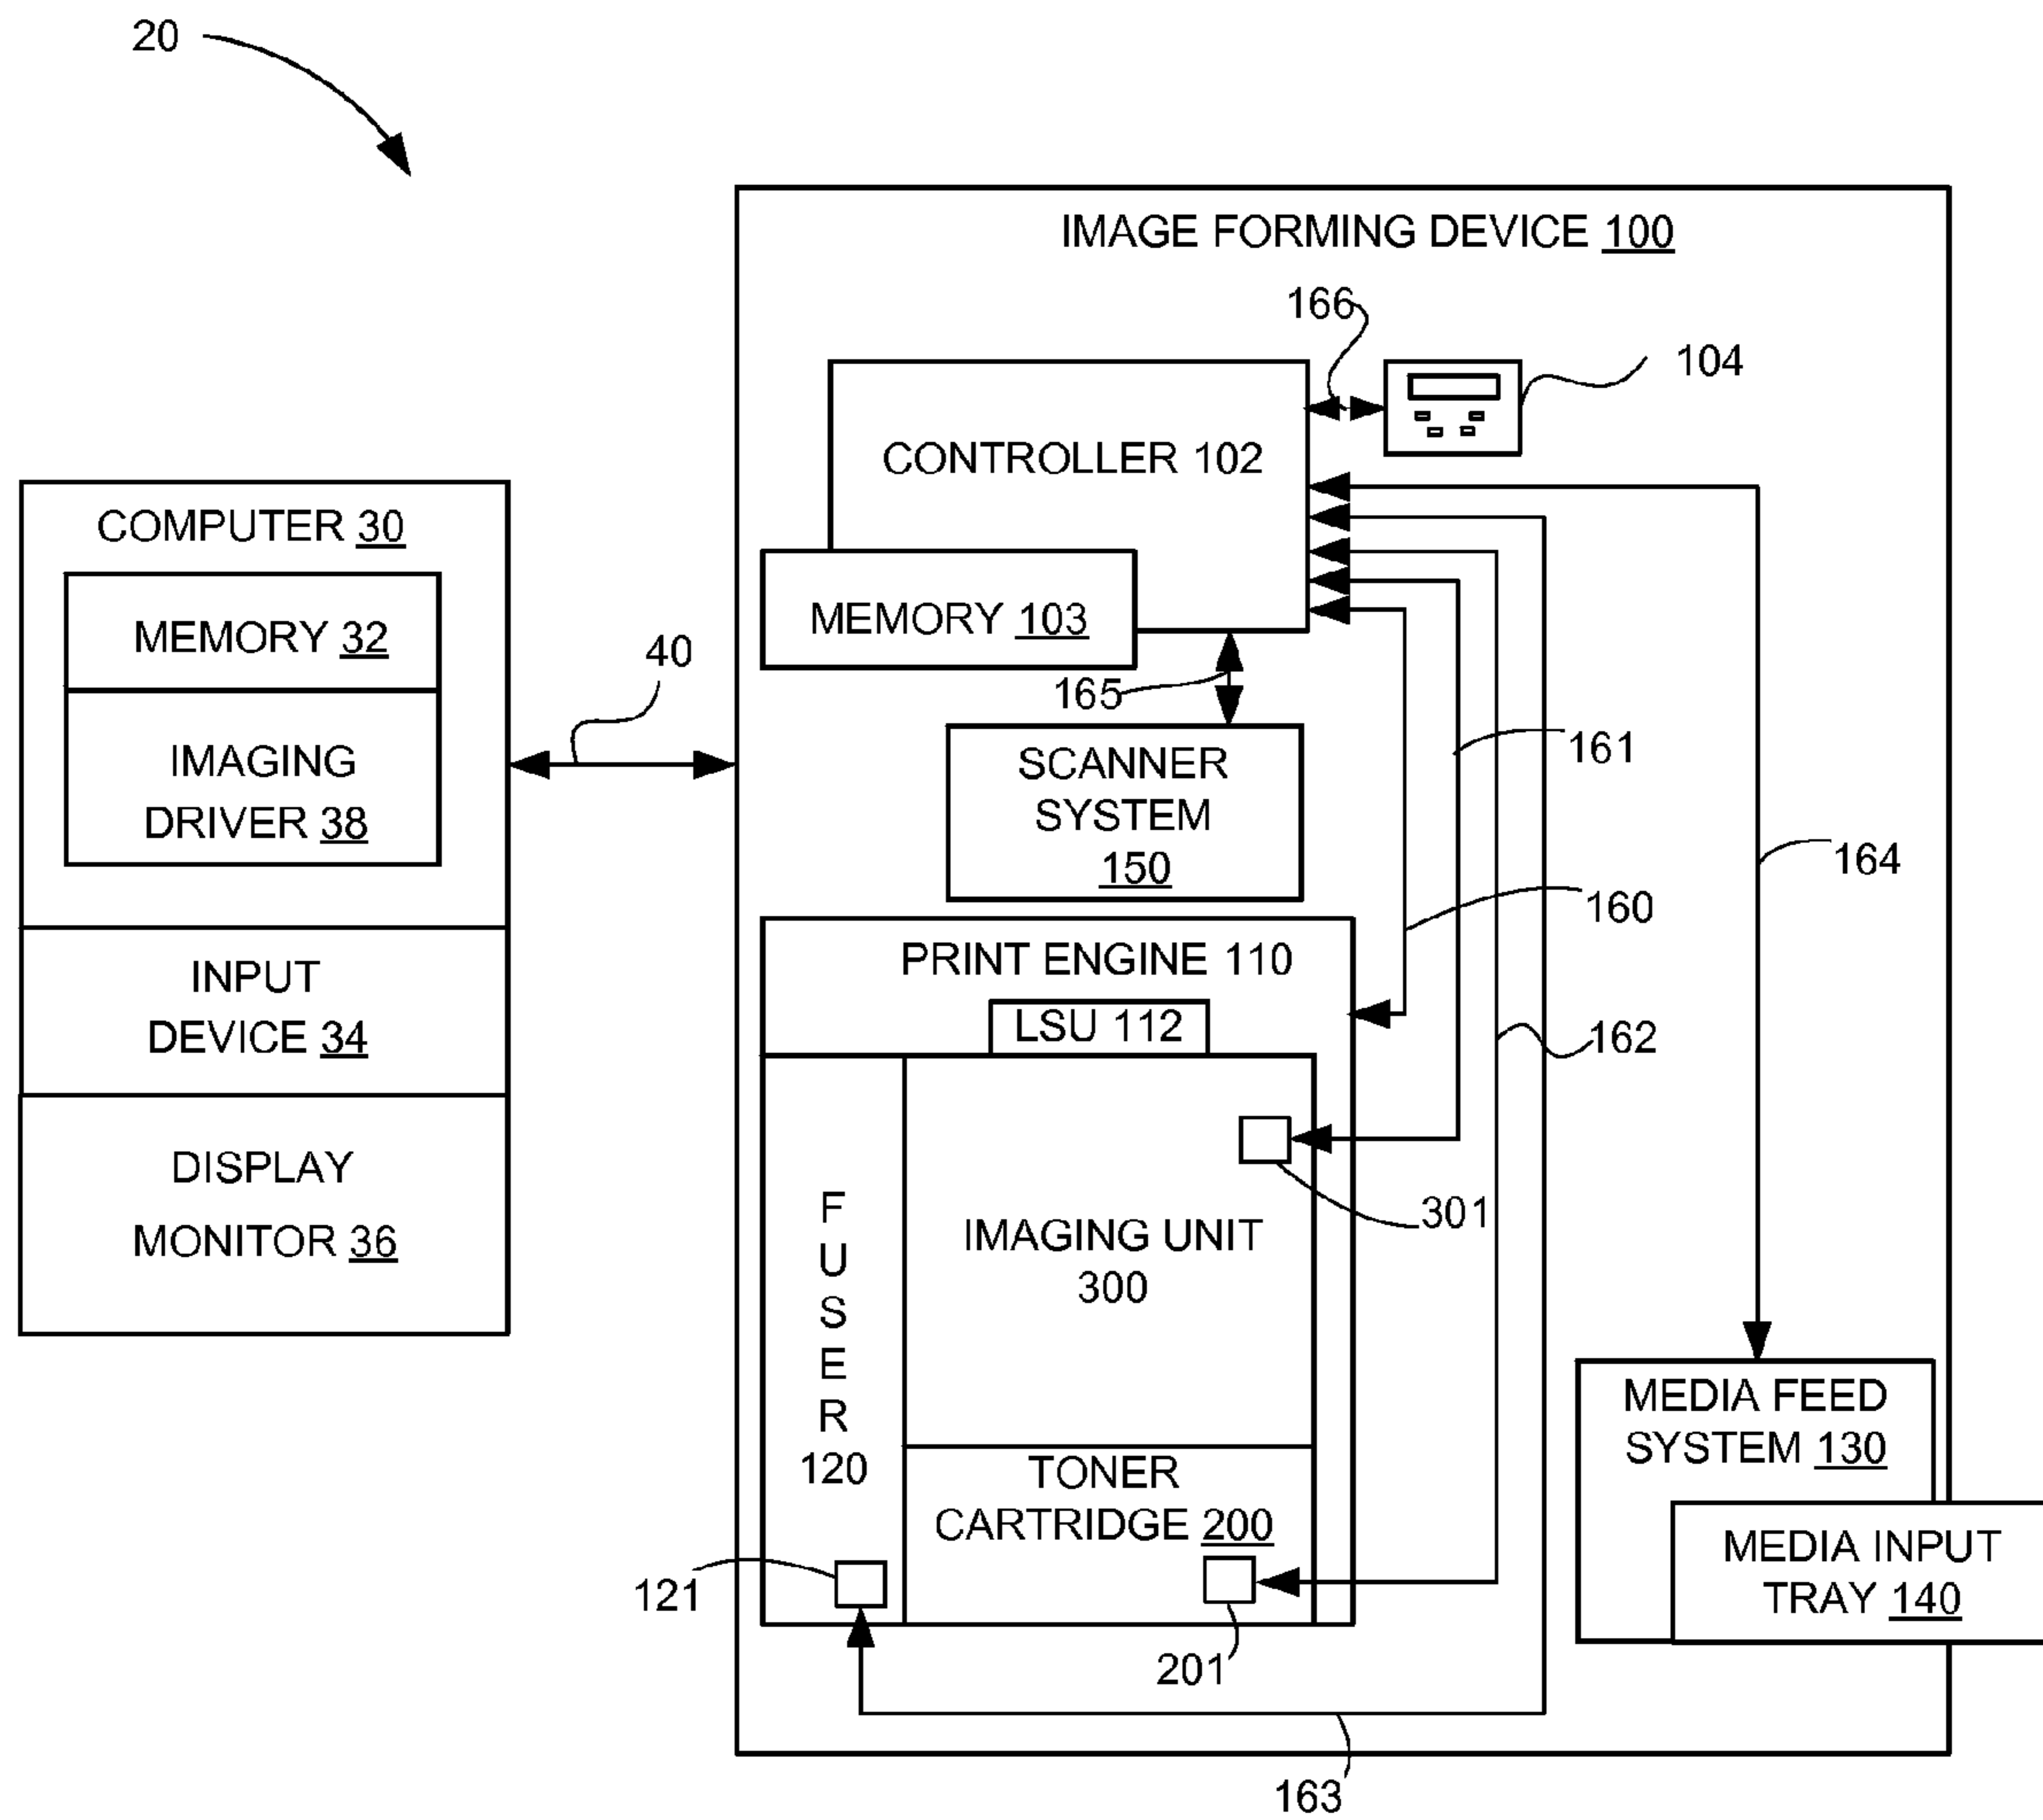 20
IMAGE FORMING DEVICE 100
166
104
CONTROLLER 102
MEMORY 103
COMPUTER 30
MEMORY 32
IMAGING
DRIVER 38
INPUT
DEVICE 34
DISPLAY
MONITOR 36
40
165
SCANNER
SYSTEM
150
161
164
160
162
PRINT ENGINE 110
LSU 112
FUSER
120
IMAGING UNIT
300
301
TONER
CARTRIDGE 200
121
201
163
MEDIA FEED
SYSTEM 130
MEDIA INPUT
TRAY 140